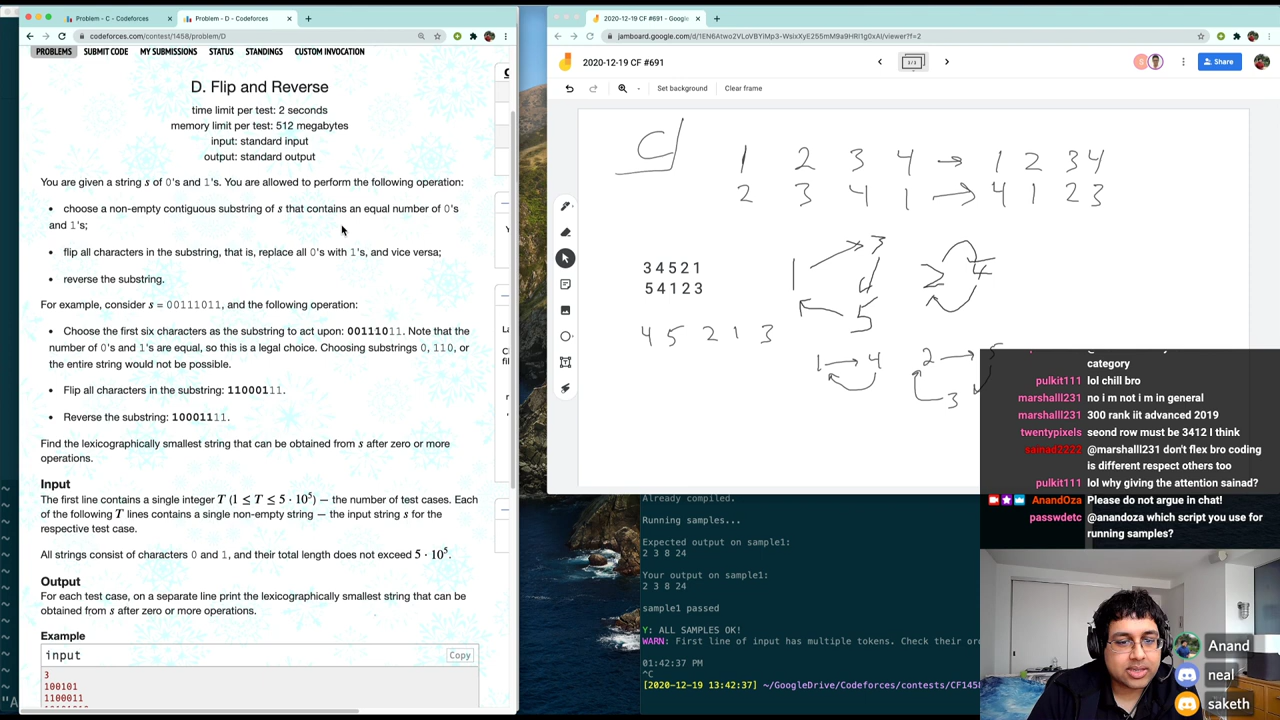 Problem - C - Codeforces
Problem - D - Codeforces
codeforces.com/contest/1458/problem/D
PROBLEMS SUBMIT CODE MY SUBMISSIONS STATUS STANDINGS CUSTOM INVOCATION
D. Flip and Reverse
time limit per test: 2 seconds
memory limit per test: 512 megabytes
input: standard input
output: standard output
You are given a string s of 0's and 1's. You are allowed to perform the following operation:
• choose a non-empty contiguous substring of s that contains an equal number of 0's
and 1's;
• flip all characters in the substring, that is, replace all 0's with 1's, and vice versa;
• reverse the substring.
For example, consider s = 00111011, and the following operation:
• Choose the first six characters as the substring to act upon: 00111011. Note that the
number of 0's and 1's are equal, so this is a legal choice. Choosing substrings 0, 110, or
the entire string would not be possible.
• Flip all characters in the substring: 11000111.
• Reverse the substring: 10001111.
Find the lexicographically smallest string that can be obtained from s after zero or more
operations.
Input
The first line contains a single integer T (1 ≤ T ≤ 5 · 10⁵) — the number of test cases. Each
of the following T lines contains a single non-empty string — the input string s for the
respective test case.
All strings consist of characters 0 and 1, and their total length does not exceed 5 · 10⁵.
Output
For each test case, on a separate line print the lexicographically smallest string that can be
obtained from s after zero or more operations.
Example
input
Copy
3
100101
1100011
2020-12-19 CF #691 - Google
2020-12-19 CF #691
1/1
Share
Set background
Clear frame
C
1 2 3 4 → 1 2 3 4
2 3 4 1 → 4 1 2 3
3 4 5 2 1
5 4 1 2 3
4 5 2 1 3
1 3 5
2 4
1 → 4
2 → 5
3
category
pulkit111 lol chill bro
marshalll231 no i m not i m in general
marshalll231 300 rank iit advanced 2019
twentypixels seond row must be 3412 I think
sainad2222 @marshalll231 don't flex bro coding
is different respect others too
pulkit111 lol why giving the attention sainad?
AnandOza Please do not argue in chat!
passwdetc @anandoza which script you use for
running samples?
Already compiled.
Running samples...
Expected output on sample1:
2 3 8 24
Your output on sample1:
2 3 8 24
sample1 passed
Y: ALL SAMPLES OK!
WARN: First line of input has multiple tokens. Check their
01:42:37 PM
^C
[2020-12-19 13:42:37] ~/GoogleDrive/Codeforces/contests/CF145
Anand
neal
saketh